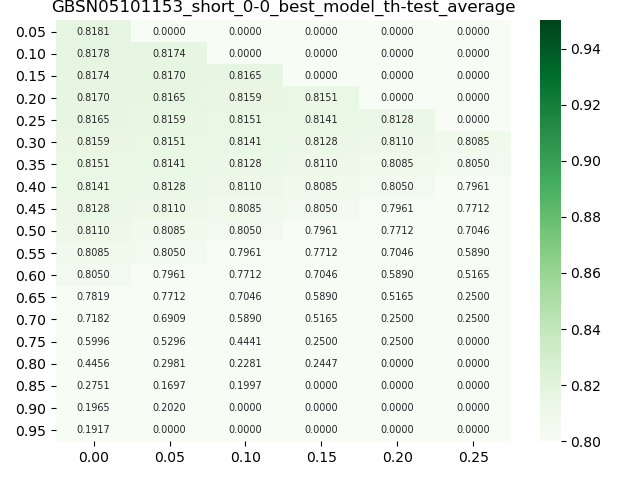 GBSN05101153_short_0-0_best_model_th-test_average
0.05 0.8181 0.0000 0.0000 0.0000 0.0000 0.0000
0.10 0.8178 0.8174 0.0000 0.0000 0.0000 0.0000
0.15 0.8174 0.8170 0.8165 0.0000 0.0000 0.0000
0.20 0.8170 0.8165 0.8159 0.8151 0.0000 0.0000
0.25 0.8165 0.8159 0.8151 0.8141 0.8128 0.0000
0.30 0.8159 0.8151 0.8141 0.8128 0.8110 0.8085
0.35 0.8151 0.8141 0.8128 0.8110 0.8085 0.8050
0.40 0.8141 0.8128 0.8110 0.8085 0.8050 0.7961
0.45 0.8128 0.8110 0.8085 0.8050 0.7961 0.7712
0.50 0.8110 0.8085 0.8050 0.7961 0.7712 0.7046
0.55 0.8085 0.8050 0.7961 0.7712 0.7046 0.5890
0.60 0.8050 0.7961 0.7712 0.7046 0.5890 0.5165
0.65 0.7819 0.7712 0.7046 0.5890 0.5165 0.2500
0.70 0.7182 0.6909 0.5890 0.5165 0.2500 0.2500
0.75 0.5996 0.5296 0.4441 0.2500 0.2500 0.0000
0.80 0.4456 0.2981 0.2281 0.2447 0.0000 0.0000
0.85 0.2751 0.1697 0.1997 0.0000 0.0000 0.0000
0.90 0.1965 0.2020 0.0000 0.0000 0.0000 0.0000
0.95 0.1917 0.0000 0.0000 0.0000 0.0000 0.0000
0.00 0.05 0.10 0.15 0.20 0.25
0.94
0.92
0.90
0.88
0.86
0.84
0.82
0.80